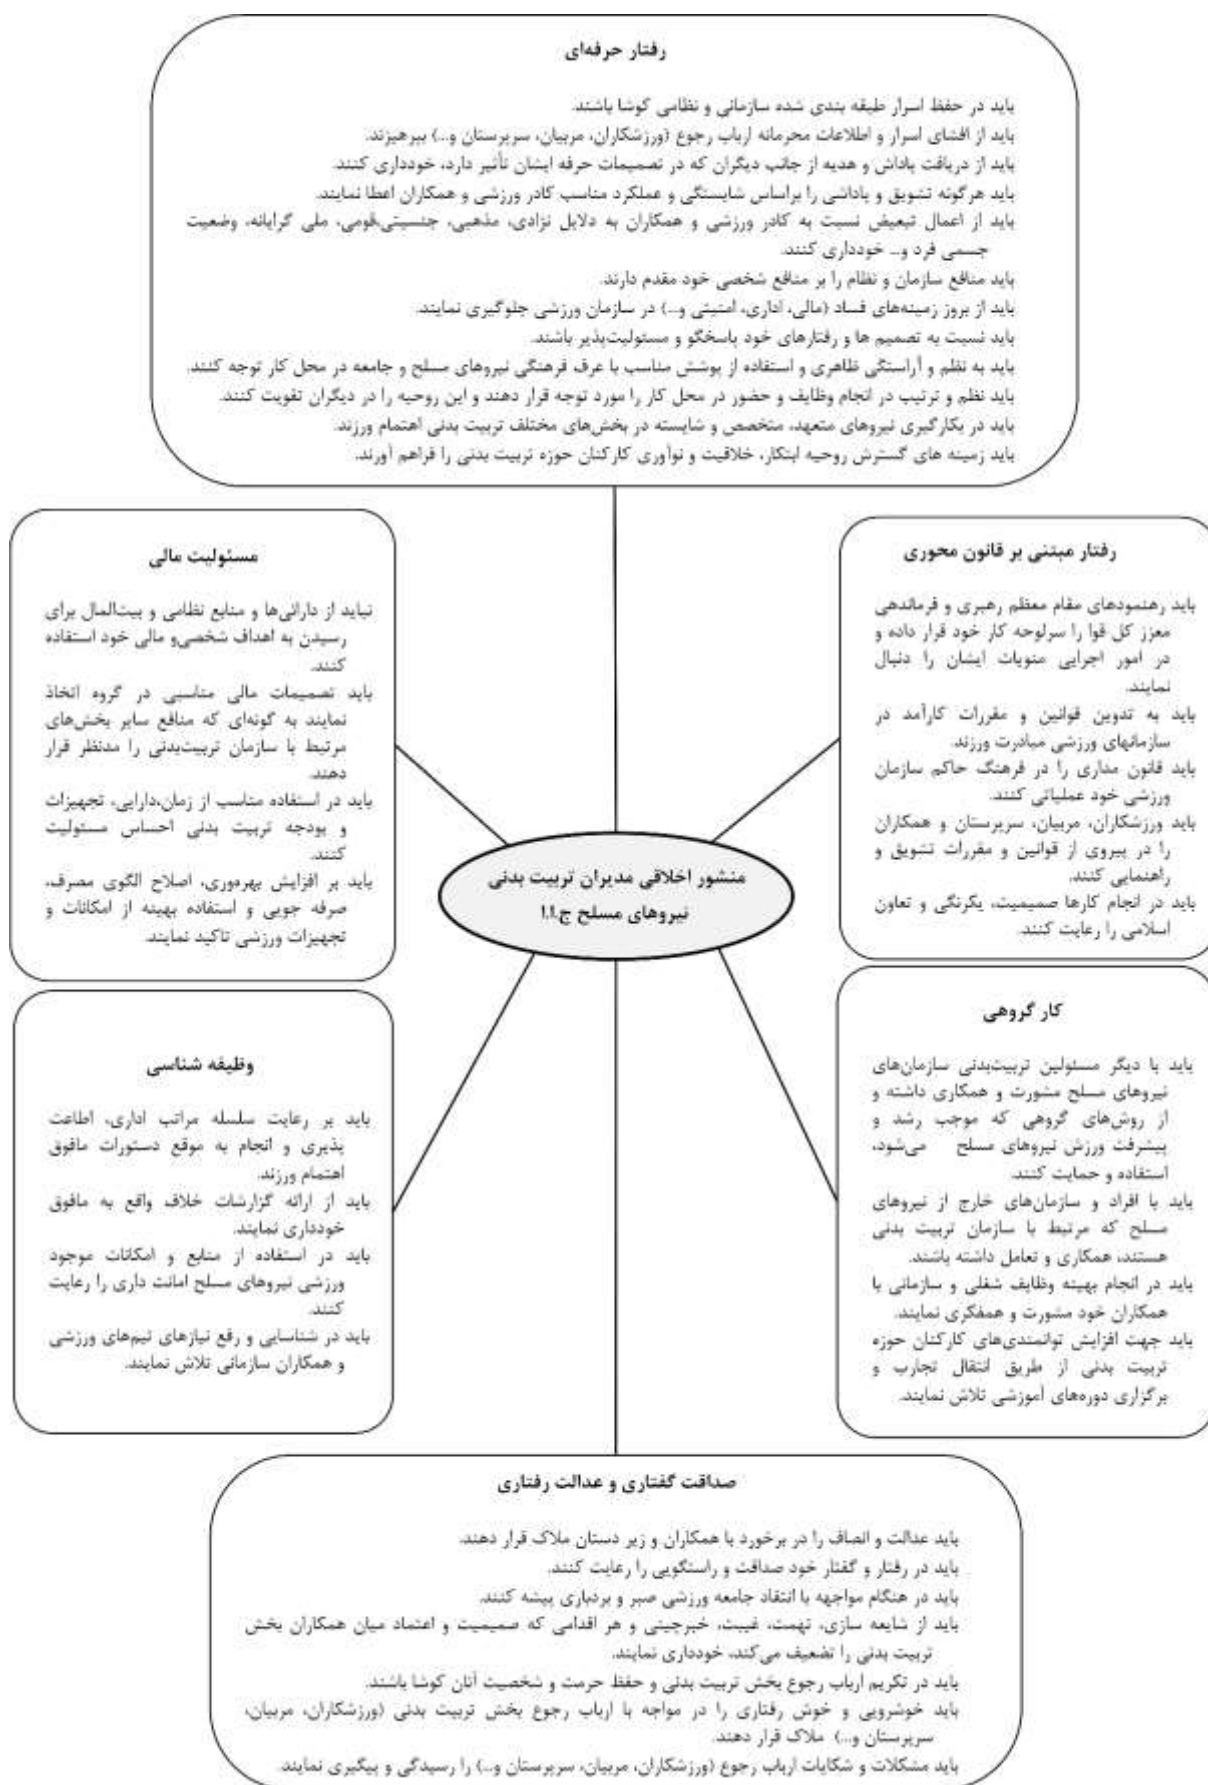 رفتار حرفه‌ای
باید در حفظ اسرار طبقه بندی شده سازمانی و نظامی کوشا باشند.
باید از افشای اسرار و اطلاعات محرمانه ارباب رجوع (ورزشکاران، مربیان، سرپرستان و...) بپرهیزند.
باید از دریافت پاداش و هدیه از جانب دیگران که در تصمیمات حرفه ایشان تأثیر دارد، خودداری کنند.
باید هرگونه تشویق و پاداشی را براساس شایستگی و عملکرد مناسب کادر ورزشی و همکاران اعطا نمایند.
باید از اعمال تبعیض نسبت به کادر ورزشی و همکاران به دلایل نژادی، مذهبی، جنسیتی،قومی، ملی گرایانه، وضعیت
جسمی فرد و... خودداری کنند.
باید منافع سازمان و نظام را بر منافع شخصی خود مقدم دارند.
باید از بروز زمینه‌های فساد (مالی، اداری، امنیتی و...) در سازمان ورزشی جلوگیری نمایند.
باید نسبت به تصمیم ها و رفتارهای خود پاسخگو و مسئولیت‌پذیر باشند.
باید به نظم و آراستگی ظاهری و استفاده از پوشش مناسب با عرف فرهنگی نیروهای مسلح و جامعه در محل کار توجه کنند.
باید نظم و ترتیب در انجام وظایف و حضور در محل کار را مورد توجه قرار دهند و این روحیه را در دیگران تقویت کنند.
باید در بکارگیری نیروهای متعهد، متخصص و شایسته در بخش‌های مختلف تربیت بدنی اهتمام ورزند.
باید زمینه های گسترش روحیه ابتکار، خلاقیت و نوآوری کارکنان حوزه تربیت بدنی را فراهم آورند.
رفتار مبتنی بر قانون محوری
باید رهنمودهای مقام معظم رهبری و فرماندهی
معزز کل قوا را سرلوحه کار خود قرار داده و
در امور اجرایی منویات ایشان را دنبال
نمایند.
باید به تدوین قوانین و مقررات کارآمد در
سازمانهای ورزشی مبادرت ورزند.
باید قانون مداری را در فرهنگ حاکم سازمان
ورزشی خود عملیاتی کنند.
باید ورزشکاران، مربیان، سرپرستان و همکاران
را در پیروی از قوانین و مقررات تشویق و
راهنمایی کنند.
باید در انجام کارها صمیمیت، یکرنگی و تعاون
اسلامی را رعایت کنند.
مسئولیت مالی
نباید از دارائی‌ها و منابع نظامی و بیت‌المال برای
رسیدن به اهداف شخصی‌و مالی خود استفاده
کنند.
باید تصمیمات مالی مناسبی در گروه اتخاذ
نمایند به گونه‌ای که منافع سایر بخش‌های
مرتبط با سازمان تربیت‌بدنی را مدنظر قرار
دهند.
باید در استفاده مناسب از زمان،دارایی، تجهیزات
و بودجه تربیت بدنی احساس مسئولیت
کنند.
باید بر افزایش بهره‌وری، اصلاح الگوی مصرف،
صرفه جویی و استفاده بهینه از امکانات و
تجهیزات ورزشی تاکید نمایند.
منشور اخلاقی مدیران تربیت بدنی
نیروهای مسلح ج.ا.ا
کار گروهی
باید با دیگر مسئولین تربیت‌بدنی سازمان‌های
نیروهای مسلح مشورت و همکاری داشته و
از روش‌های گروهی که موجب رشد و
پیشرفت ورزش نیروهای مسلح می‌شود،
استفاده و حمایت کنند.
باید با افراد و سازمان‌های خارج از نیروهای
مسلح که مرتبط با سازمان تربیت بدنی
هستند، همکاری و تعامل داشته باشند.
باید در انجام بهینه وظایف شغلی و سازمانی با
همکاران خود مشورت و همفکری نمایند.
باید جهت افزایش توانمندی‌های کارکنان حوزه
تربیت بدنی از طریق انتقال تجارب و
برگزاری دوره‌های آموزشی تلاش نمایند.
وظیفه شناسی
باید بر رعایت سلسله مراتب اداری، اطاعت
پذیری و انجام به موقع دستورات مافوق
اهتمام ورزند.
باید از ارائه گزارشات خلاف واقع به مافوق
خودداری نمایند.
باید در استفاده از منابع و امکانات موجود
ورزشی نیروهای مسلح امانت داری را رعایت
کنند.
باید در شناسایی و رفع نیازهای تیم‌های ورزشی
و همکاران سازمانی تلاش نمایند.
صداقت گفتاری و عدالت رفتاری
باید عدالت و انصاف را در برخورد با همکاران و زیر دستان ملاک قرار دهند.
باید در رفتار و گفتار خود صداقت و راستگویی را رعایت کنند.
باید در هنگام مواجهه با انتقاد جامعه ورزشی صبر و بردباری پیشه کنند.
باید از شایعه سازی، تهمت، غیبت، خبرچینی و هر اقدامی که صمیمیت و اعتماد میان همکاران بخش
تربیت بدنی را تضعیف می‌کند، خودداری نمایند.
باید در تکریم ارباب رجوع بخش تربیت بدنی و حفظ حرمت و شخصیت آنان کوشا باشند.
باید خوشرویی و خوش رفتاری را در مواجه با ارباب رجوع بخش تربیت بدنی (ورزشکاران، مربیان،
سرپرستان و...) ملاک قرار دهند.
باید مشکلات و شکایات ارباب رجوع (ورزشکاران، مربیان، سرپرستان و...) را رسیدگی و پیگیری نمایند.